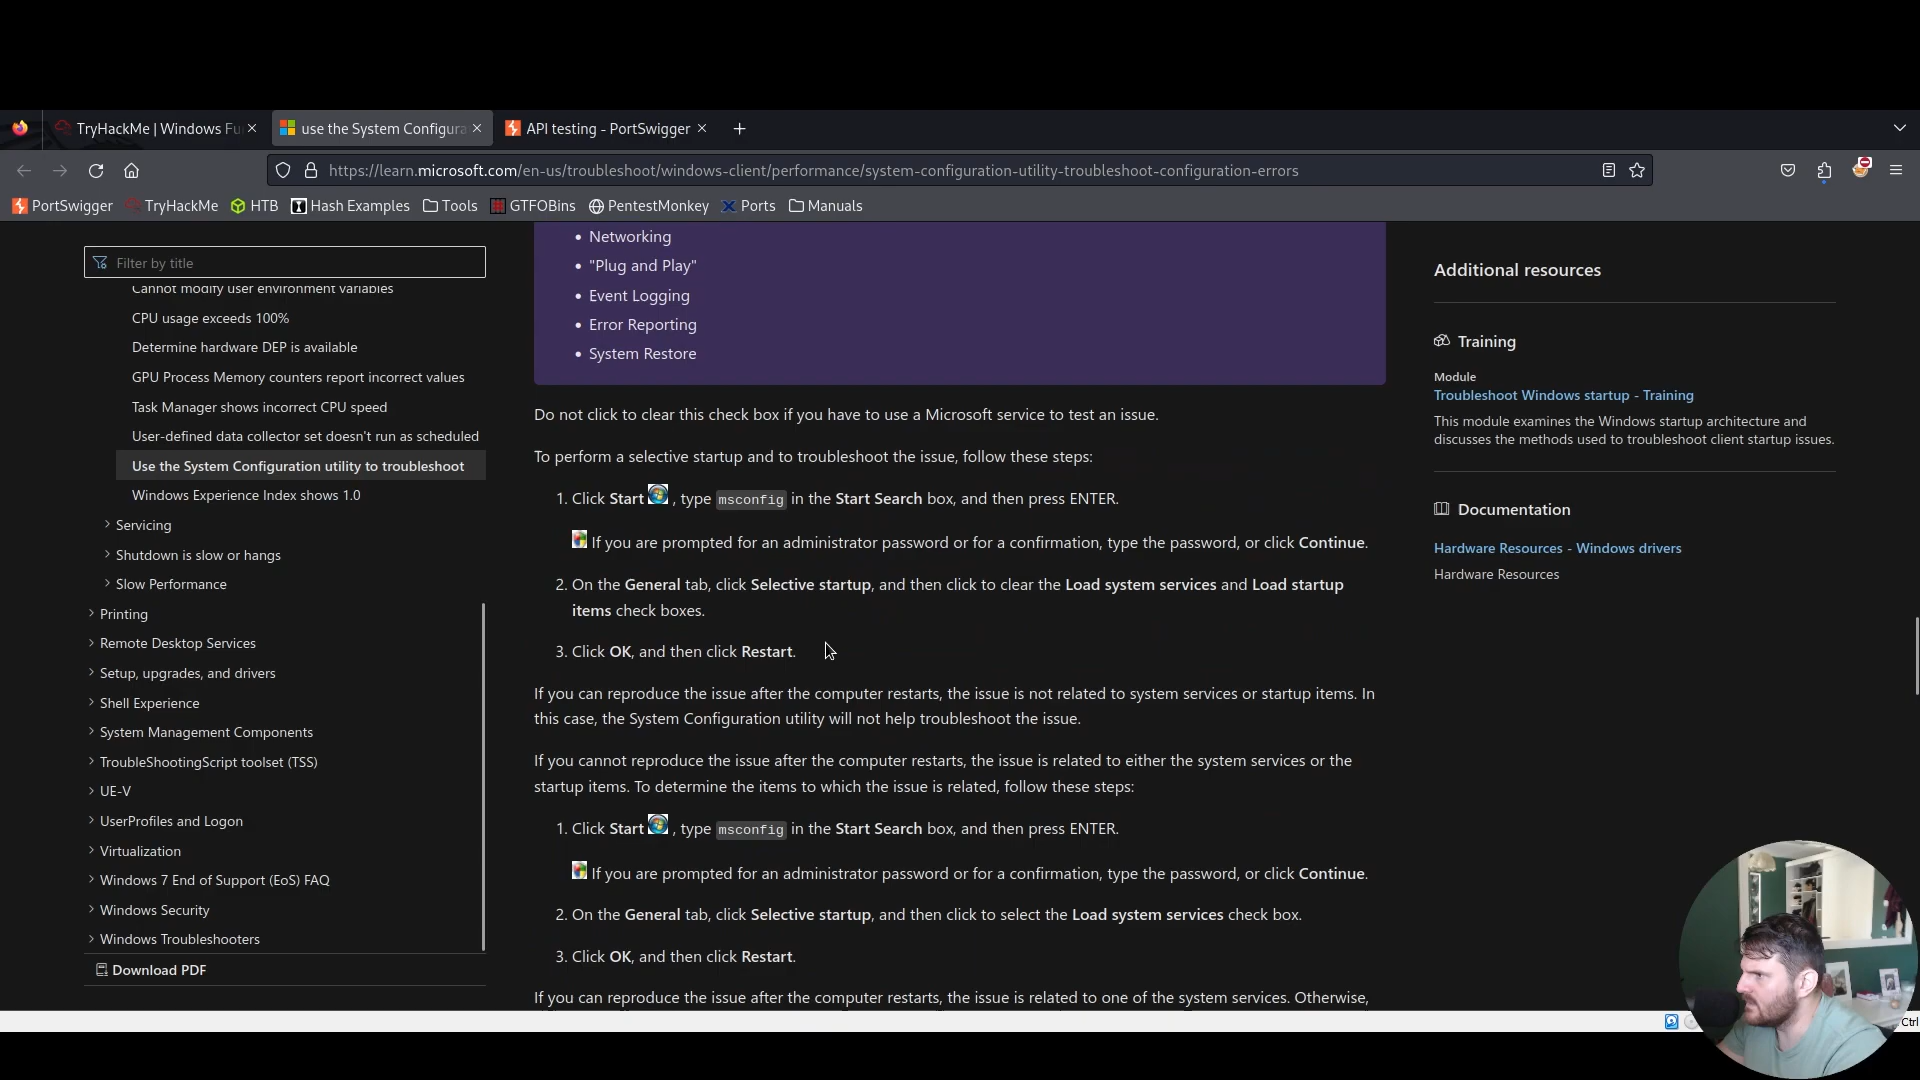 TryHackMe | Windows Fu
use the System Configura
API testing - PortSwigger
https://learn.microsoft.com/en-us/troubleshoot/windows-client/performance/system-configuration-utility-troubleshoot-configuration-errors
PortSwigger
TryHackMe
HTB
Hash Examples
Tools
GTFOBins
PentestMonkey
Ports
Manuals
Filter by title
Cannot modify user environment variables
CPU usage exceeds 100%
Determine hardware DEP is available
GPU Process Memory counters report incorrect values
Task Manager shows incorrect CPU speed
User-defined data collector set doesn't run as scheduled
Use the System Configuration utility to troubleshoot
Windows Experience Index shows 1.0
Servicing
Shutdown is slow or hangs
Slow Performance
Printing
Remote Desktop Services
Setup, upgrades, and drivers
Shell Experience
System Management Components
TroubleShootingScript toolset (TSS)
UE-V
UserProfiles and Logon
Virtualization
Windows 7 End of Support (EoS) FAQ
Windows Security
Windows Troubleshooters
Download PDF
• Networking
• "Plug and Play"
• Event Logging
• Error Reporting
• System Restore
Do not click to clear this check box if you have to use a Microsoft service to test an issue.
To perform a selective startup and to troubleshoot the issue, follow these steps:
1. Click Start , type msconfig in the Start Search box, and then press ENTER.
If you are prompted for an administrator password or for a confirmation, type the password, or click Continue.
2. On the General tab, click Selective startup, and then click to clear the Load system services and Load startup
items check boxes.
3. Click OK, and then click Restart.
If you can reproduce the issue after the computer restarts, the issue is not related to system services or startup items. In
this case, the System Configuration utility will not help troubleshoot the issue.
If you cannot reproduce the issue after the computer restarts, the issue is related to either the system services or the
startup items. To determine the items to which the issue is related, follow these steps:
1. Click Start , type msconfig in the Start Search box, and then press ENTER.
If you are prompted for an administrator password or for a confirmation, type the password, or click Continue.
2. On the General tab, click Selective startup, and then click to select the Load system services check box.
3. Click OK, and then click Restart.
If you can reproduce the issue after the computer restarts, the issue is related to one of the system services. Otherwise,
Additional resources
Training
Module
Troubleshoot Windows startup - Training
This module examines the Windows startup architecture and
discusses the methods used to troubleshoot client startup issues.
Documentation
Hardware Resources - Windows drivers
Hardware Resources
Ctrl